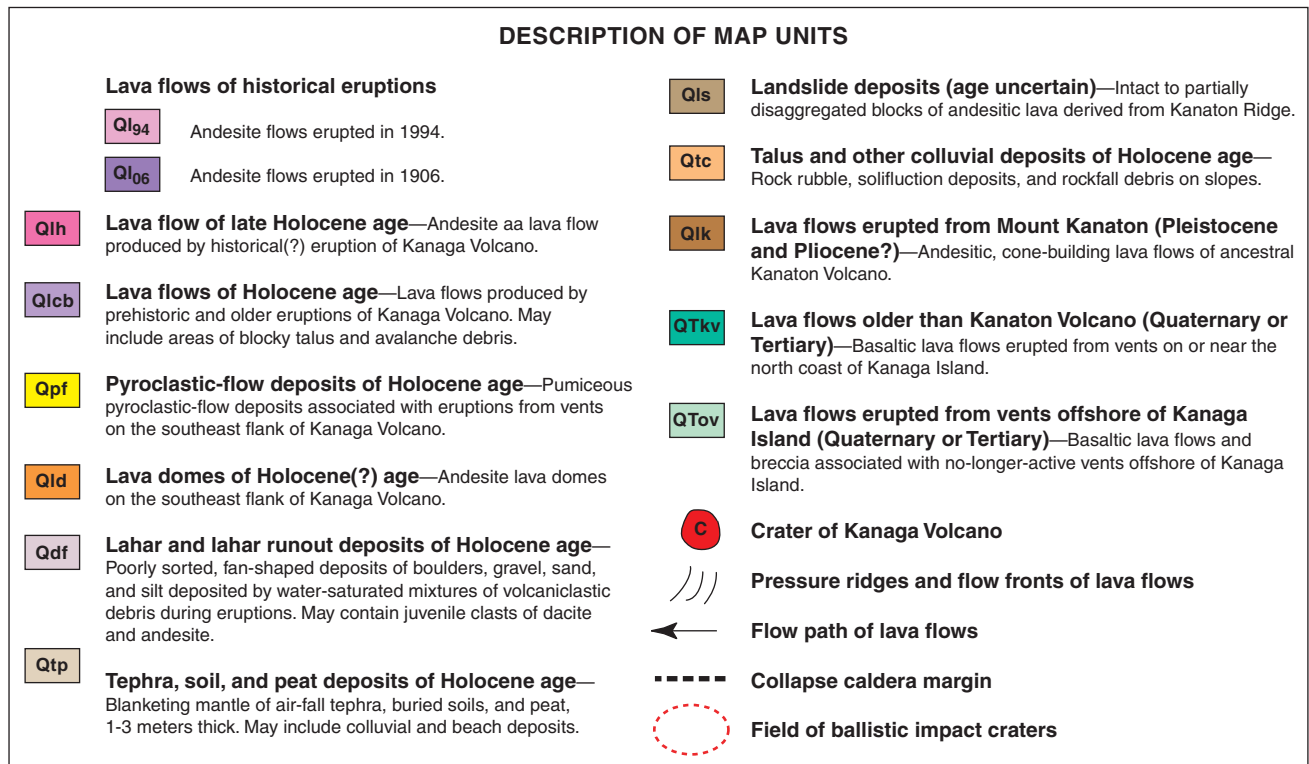 DESCRIPTION OF MAP UNITS
Lava flows of historical eruptions
Ql94
Andesite flows erupted in 1994.
Ql06
Andesite flows erupted in 1906.
Qlh
Lava flow of late Holocene age—Andesite aa lava flow
produced by historical(?) eruption of Kanaga Volcano.
Qlcb
Lava flows of Holocene age—Lava flows produced by
prehistoric and older eruptions of Kanaga Volcano. May
include areas of blocky talus and avalanche debris.
Qpf
Pyroclastic-flow deposits of Holocene age—Pumiceous
pyroclastic-flow deposits associated with eruptions from vents
on the southeast flank of Kanaga Volcano.
Qld
Lava domes of Holocene(?) age—Andesite lava domes
on the southeast flank of Kanaga Volcano.
Qdf
Lahar and lahar runout deposits of Holocene age—
Poorly sorted, fan-shaped deposits of boulders, gravel, sand,
and silt deposited by water-saturated mixtures of volcaniclastic
debris during eruptions. May contain juvenile clasts of dacite
and andesite.
Qtp
Tephra, soil, and peat deposits of Holocene age—
Blanketing mantle of air-fall tephra, buried soils, and peat,
1-3 meters thick. May include colluvial and beach deposits.
Qls
Landslide deposits (age uncertain)—Intact to partially
disaggregated blocks of andesitic lava derived from Kanaton Ridge.
Qtc
Talus and other colluvial deposits of Holocene age—
Rock rubble, solifluction deposits, and rockfall debris on slopes.
Qlk
Lava flows erupted from Mount Kanaton (Pleistocene
and Pliocene?)—Andesitic, cone-building lava flows of ancestral
Kanaton Volcano.
QTkv
Lava flows older than Kanaton Volcano (Quaternary or
Tertiary)—Basaltic lava flows erupted from vents on or near the
north coast of Kanaga Island.
QTov
Lava flows erupted from vents offshore of Kanaga
Island (Quaternary or Tertiary)—Basaltic lava flows and
breccia associated with no-longer-active vents offshore of Kanaga
Island.
C
Crater of Kanaga Volcano
Pressure ridges and flow fronts of lava flows
Flow path of lava flows
Collapse caldera margin
Field of ballistic impact craters